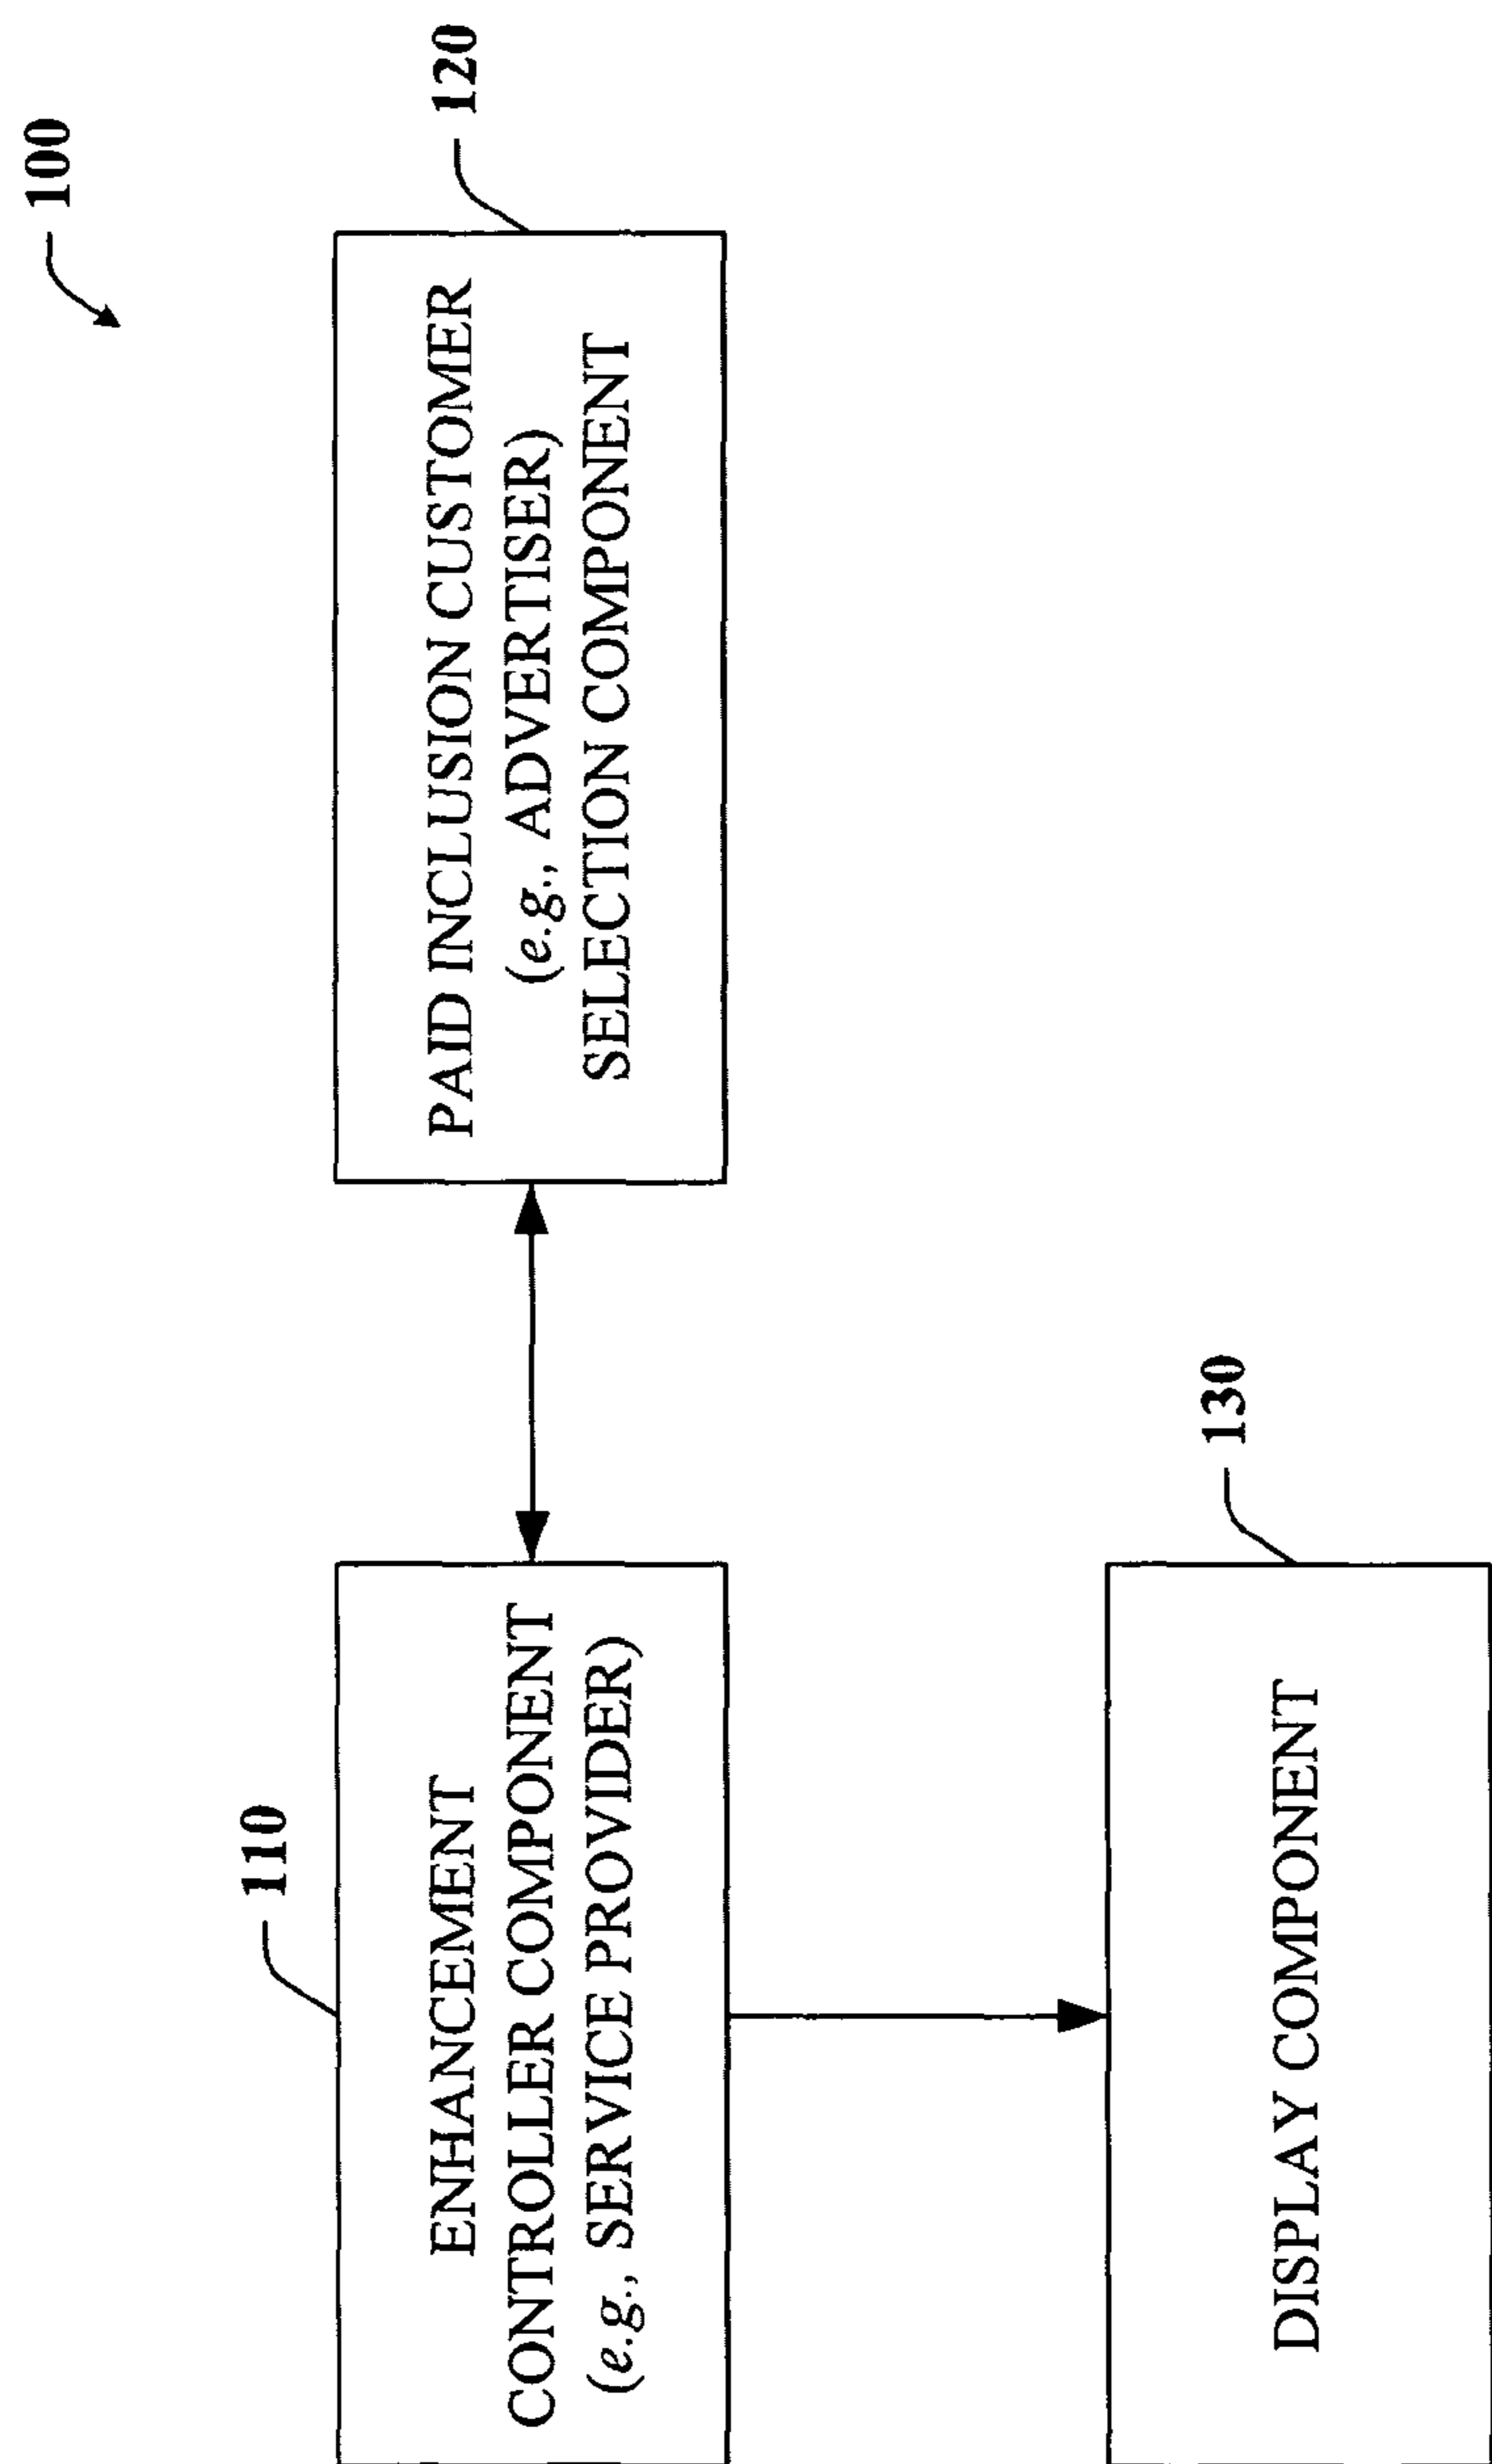 100
110
ENHANCEMENT
CONTROLLER COMPONENT
(e.g., SERVICE PROVIDER)
120
PAID INCLUSION CUSTOMER
(e.g., ADVERTISER)
SELECTION COMPONENT
130
DISPLAY COMPONENT